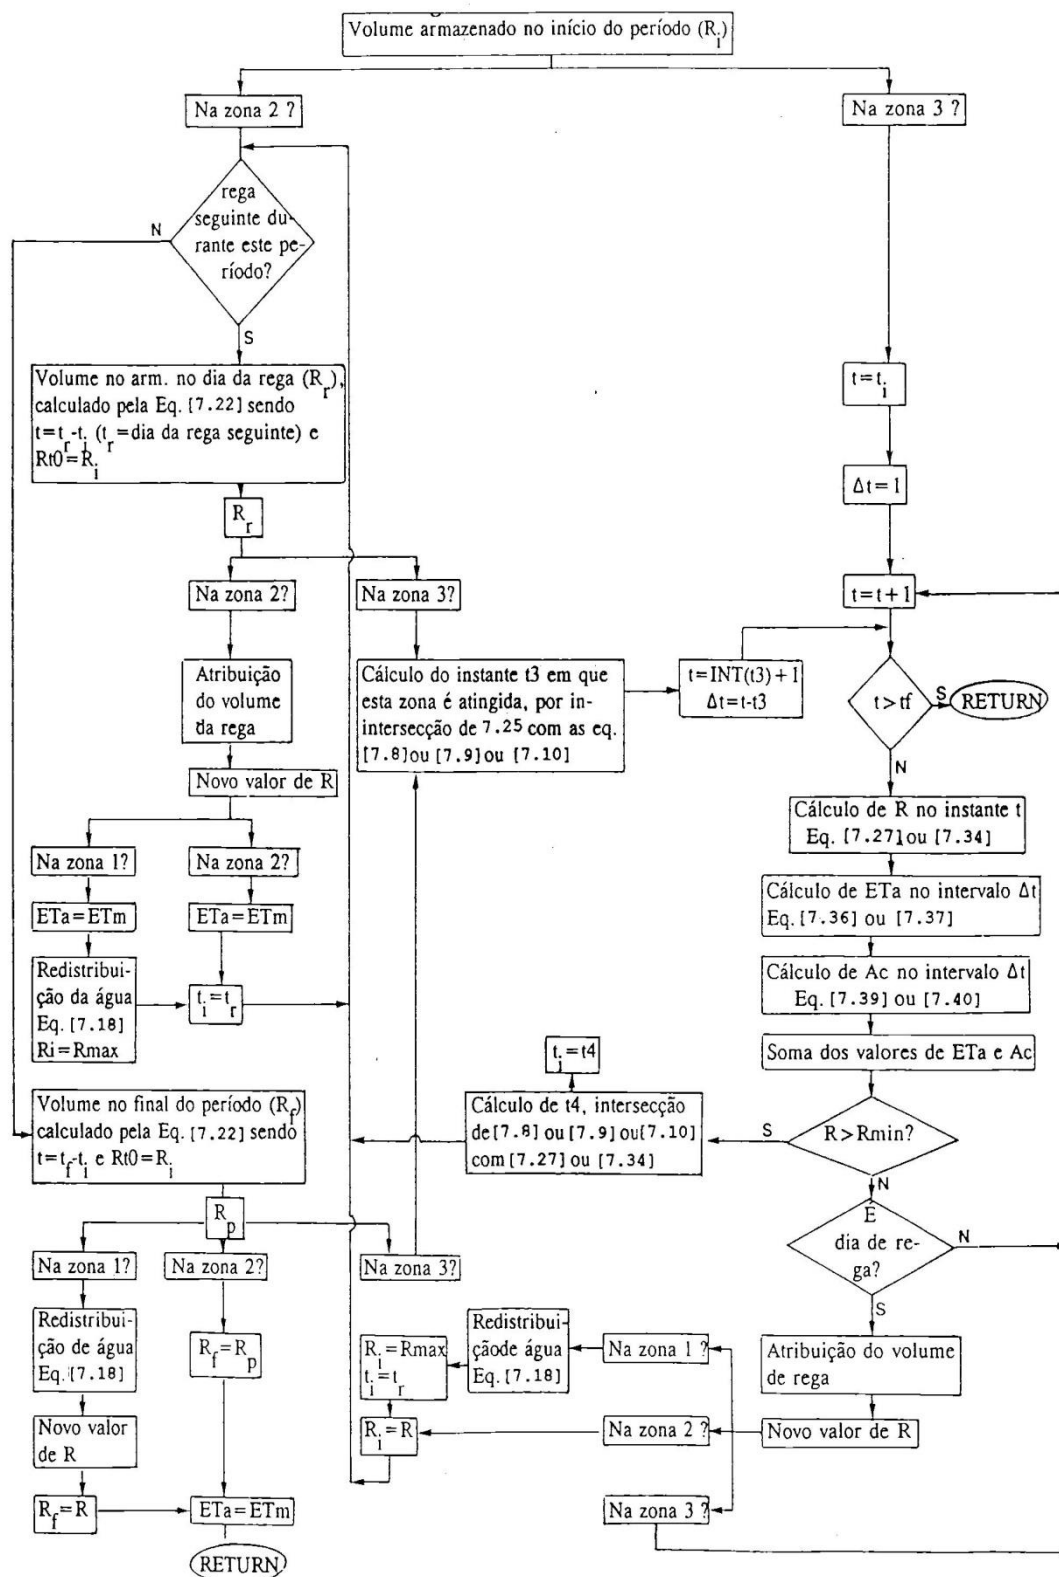 Volume armazenado no início do período (Ri)
Na zona 2 ?
Na zona 3 ?
rega
seguinte du-
rante este pe-
ríodo?
N
S
Volume no arm. no dia da rega (Rr),
calculado pela Eq. [7.22] sendo
t=tr-ti (tr=dia da rega seguinte) e
Rt0=Ri
Rr
Na zona 2?
Na zona 3?
Atribuição
do volume
da rega
Novo valor de R
Na zona 1?
Na zona 2?
ETa=ETm
ETa=ETm
Redistribui-
ção da água
Eq. [7.18]
Ri=Rmax
ti=tr
Cálculo do instante t3 em que
esta zona é atingida, por in-
intersecção de 7.25 com as eq.
[7.8]ou [7.9]ou [7.10]
t=INT(t3)+1
Δt=t-t3
t=ti
Δt=1
t=t+1
t>tf
S
RETURN
N
Cálculo de R no instante t
Eq. [7.27]ou [7.34]
Cálculo de ETa no intervalo Δt
Eq. [7.36] ou [7.37]
Cálculo de Ac no intervalo Δt
Eq. [7.39] ou [7.40]
Soma dos valores de ETa e Ac
R>Rmin?
S
N
ti=t4
Cálculo de t4, intersecção
de[7.8] ou [7.9] ou[7.10]
com[7.27] ou [7.34]
É
dia de re-
ga?
N
S
Atribuição do volume
de rega
Novo valor de R
Na zona 1 ?
Na zona 2 ?
Na zona 3 ?
Redistribui-
çãode água
Eq. [7.18]
Ri=Rmax
ti=tr
Ri=R
Volume no final do período (Rf)
calculado pela Eq. [7.22] sendo
t=tf-ti e Rt0=Ri
Rp
Na zona 1?
Na zona 2?
Na zona 3?
Redistribui-
ção de água
Eq. [7.18]
Rf=Rp
Novo valor
de R
Rf=R
ETa=ETm
RETURN